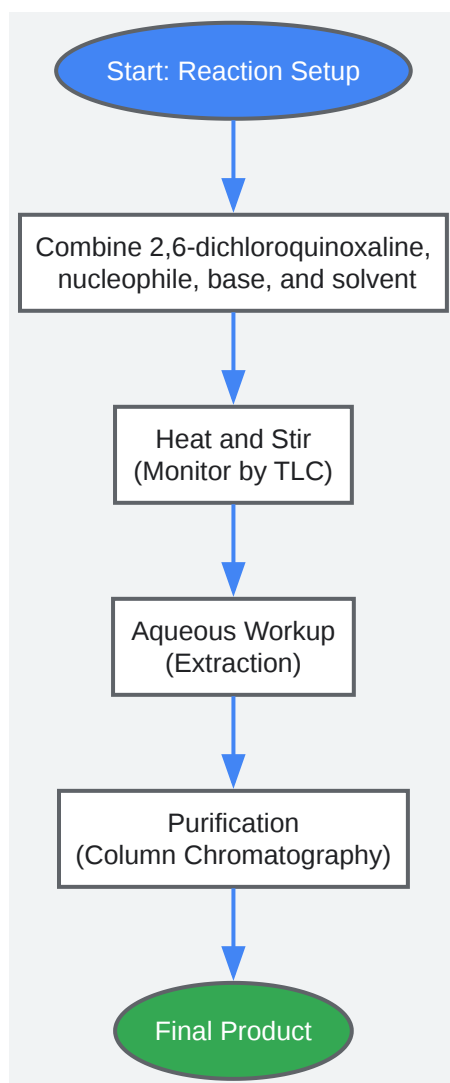 Start: Reaction Setup
Combine 2,6-dichloroquinoxaline,
nucleophile, base, and solvent
Heat and Stir
(Monitor by TLC)
Aqueous Workup
(Extraction)
Purification
(Column Chromatography)
Final Product